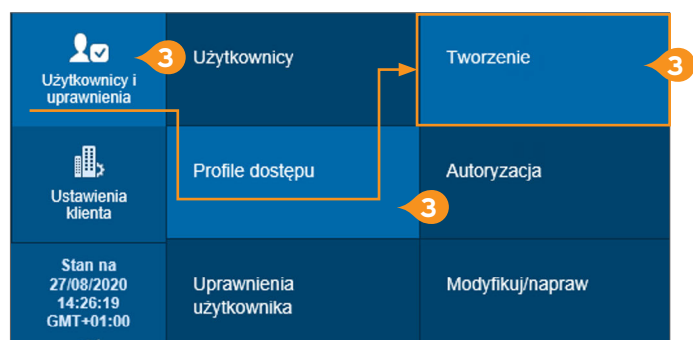 Użytkownicy i
uprawnienia
3
Użytkownicy
Tworzenie
3
Ustawienia
klienta
Profile dostępu
3
Autoryzacja
Stan na
27/08/2020
14:26:19
GMT+01:00
Uprawnienia
użytkownika
Modyfikuj/napraw